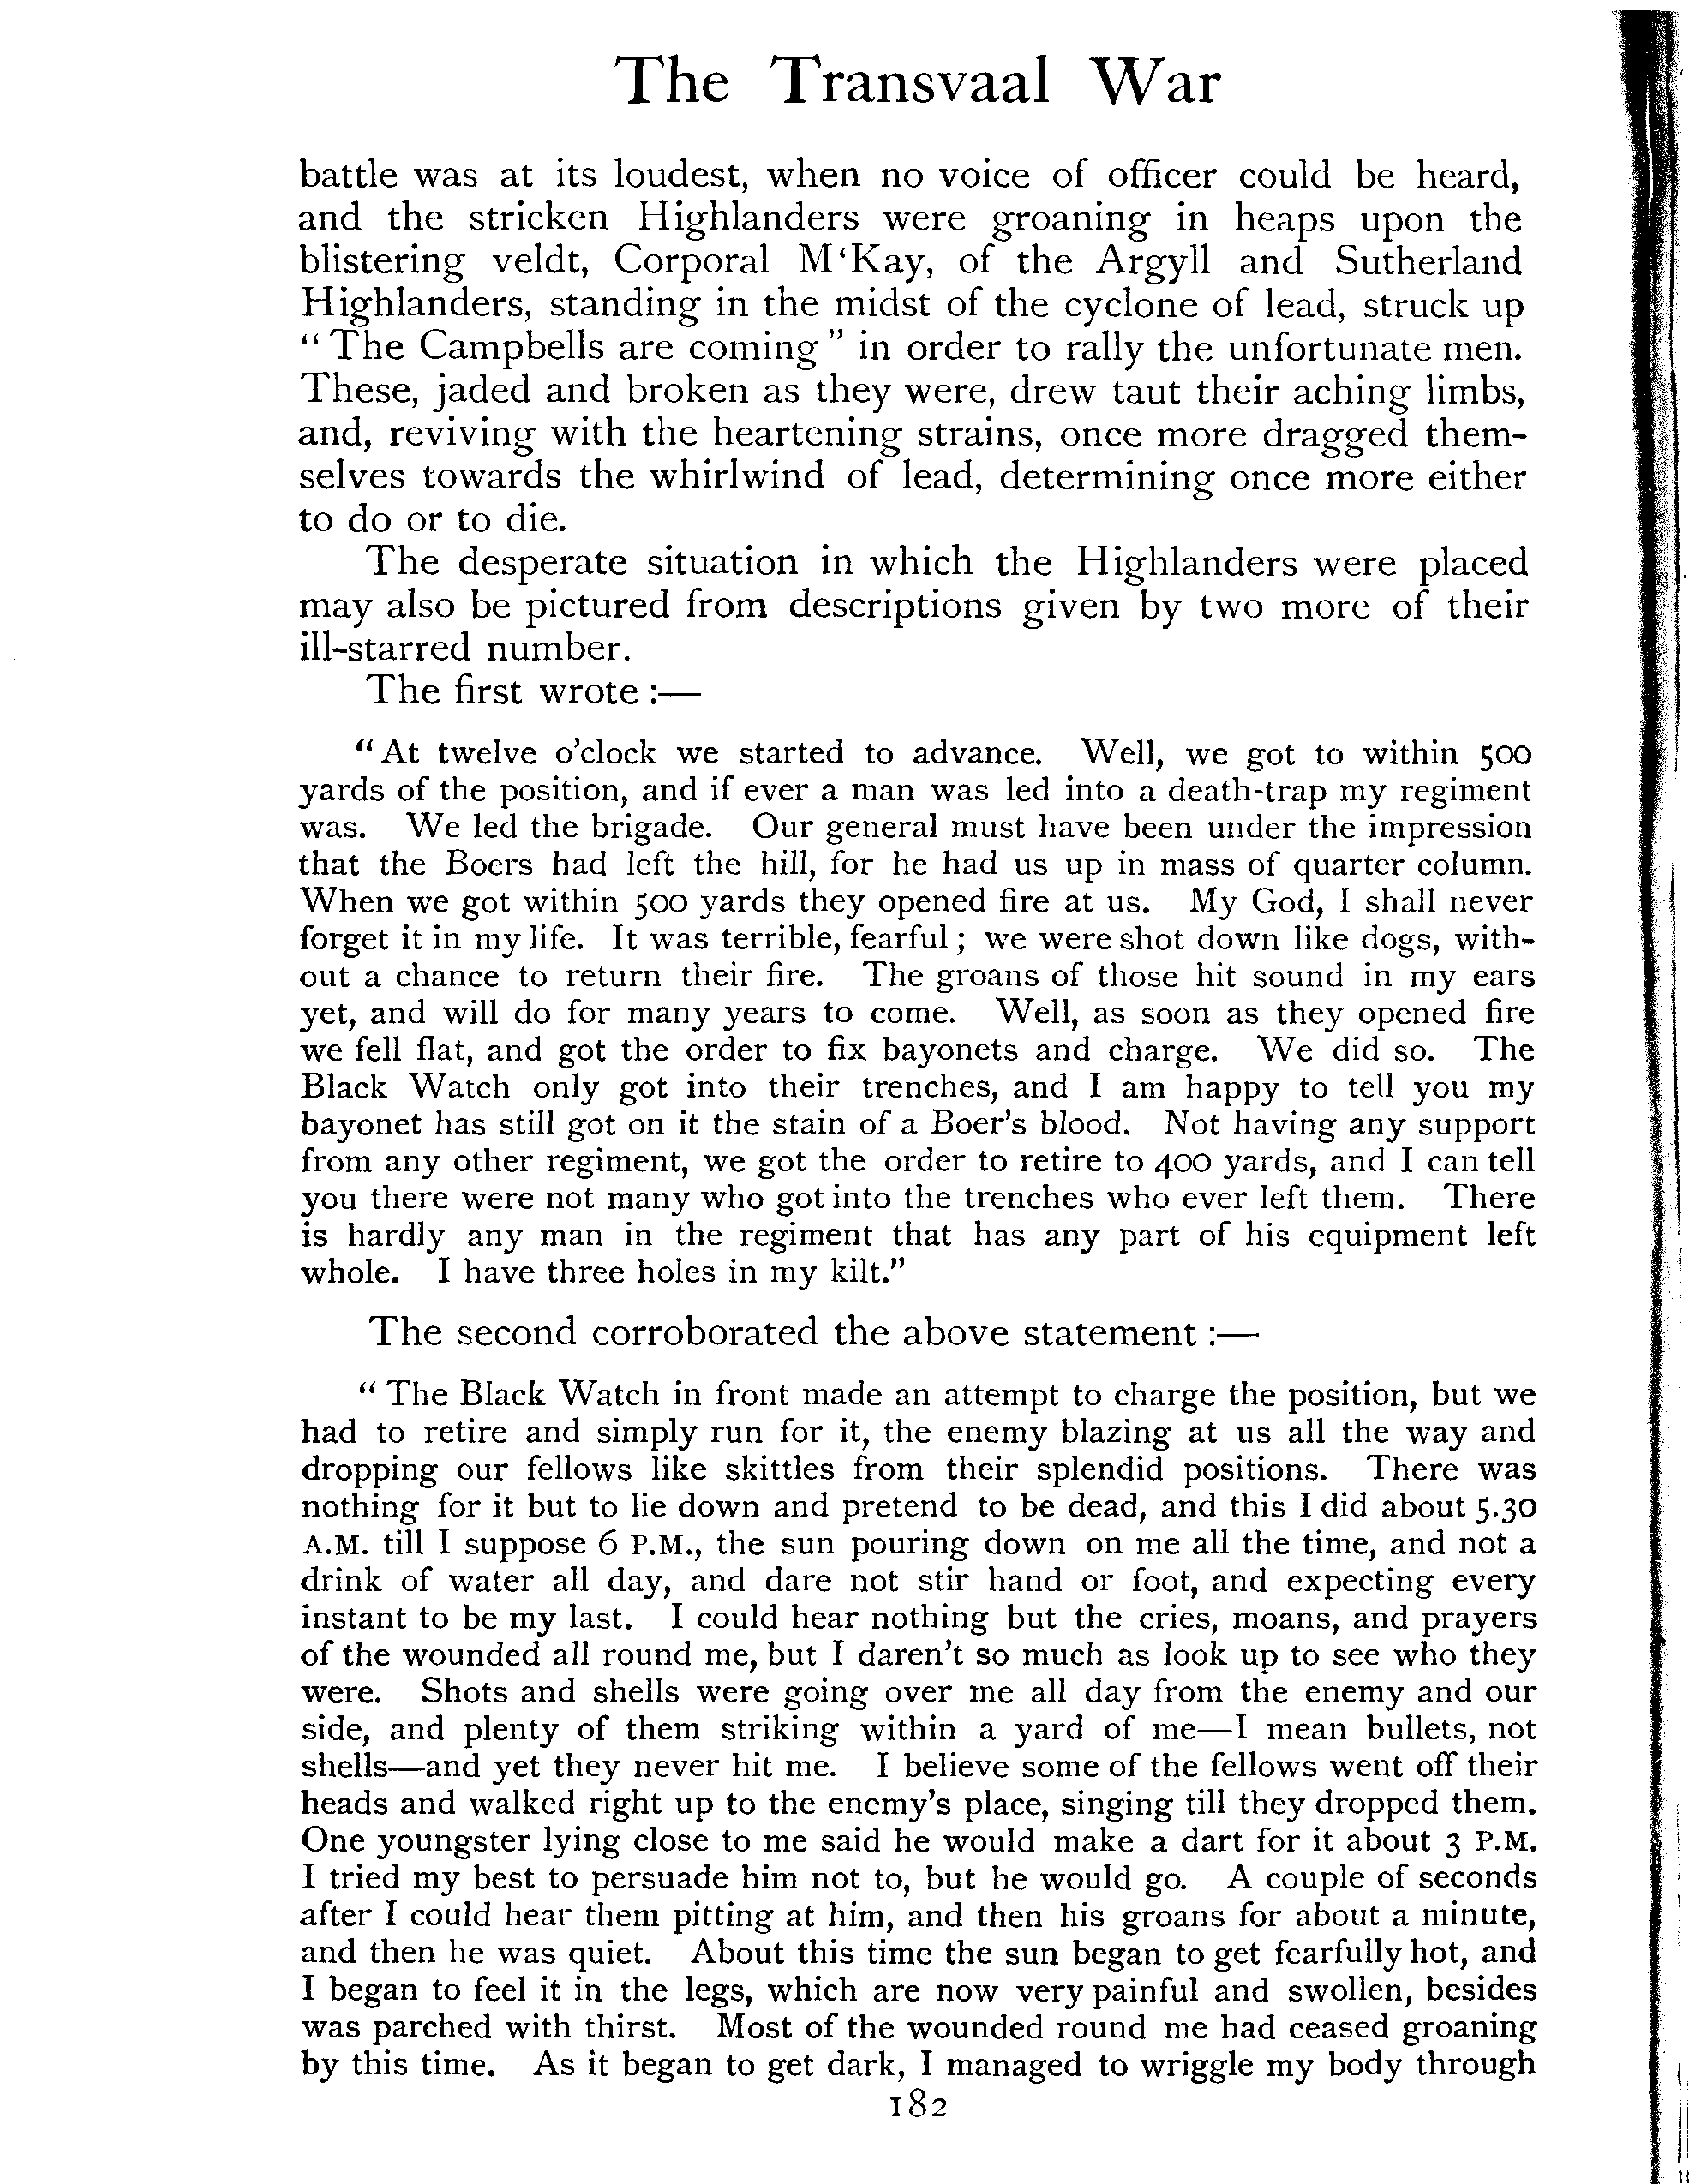 The Transvaal War
battle was at its loudest, when no voice of officer could be heard,
and the stricken Highlanders were groaning in heaps upon the
blistering veldt, Corporal M‘Kay, of the Argyll and Sutherland
Highlanders, standing in the midst of the cyclone of lead, struck up
“The Campbells are coming” in order to rally the unfortunate men.
These, jaded and broken as they were, drew taut their aching limbs,
and, reviving with the heartening strains, once more dragged them-
selves towards the whirlwind of lead, determining once more either
to do or to die.
The desperate situation in which the Highlanders were placed
may also be pictured from descriptions given by two more of their
ill-starred number.
The first wrote :—
“At twelve o’clock we started to advance. Well, we got to within 500
yards of the position, and if ever a man was led into a death-trap my regiment
was. We led the brigade. Our general must have been under the impression
that the Boers had left the hill, for he had us up in mass of quarter column.
When we got within 500 yards they opened fire at us. My God, I shall never
forget it in my life. It was terrible, fearful; we were shot down like dogs, with-
out a chance to return their fire. The groans of those hit sound in my ears
yet, and will do for many years to come. Well, as soon as they opened fire
we fell flat, and got the order to fix bayonets and charge. We did so. The
Black Watch only got into their trenches, and I am happy to tell you my
bayonet has still got on it the stain of a Boer’s blood. Not having any support
from any other regiment, we got the order to retire to 400 yards, and I can tell
you there were not many who got into the trenches who ever left them. There
is hardly any man in the regiment that has any part of his equipment left
whole. I have three holes in my kilt.”
The second corroborated the above statement :—
“The Black Watch in front made an attempt to charge the position, but we
had to retire and simply run for it, the enemy blazing at us all the way and
dropping our fellows like skittles from their splendid positions. There was
nothing for it but to lie down and pretend to be dead, and this I did about 5.30
A.M. till I suppose 6 P.M., the sun pouring down on me all the time, and not a
drink of water all day, and dare not stir hand or foot, and expecting every
instant to be my last. I could hear nothing but the cries, moans, and prayers
of the wounded all round me, but I daren’t so much as look up to see who they
were. Shots and shells were going over me all day from the enemy and our
side, and plenty of them striking within a yard of me—I mean bullets, not
shells—and yet they never hit me. I believe some of the fellows went off their
heads and walked right up to the enemy’s place, singing till they dropped them.
One youngster lying close to me said he would make a dart for it about 3 P.M.
I tried my best to persuade him not to, but he would go. A couple of seconds
after I could hear them pitting at him, and then his groans for about a minute,
and then he was quiet. About this time the sun began to get fearfully hot, and
I began to feel it in the legs, which are now very painful and swollen, besides
was parched with thirst. Most of the wounded round me had ceased groaning
by this time. As it began to get dark, I managed to wriggle my body through
182